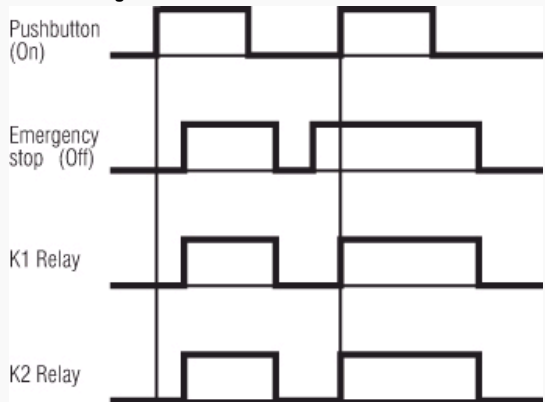 Pushbutton
(On)
Emergency
stop (Off)
K1 Relay
K2 Relay